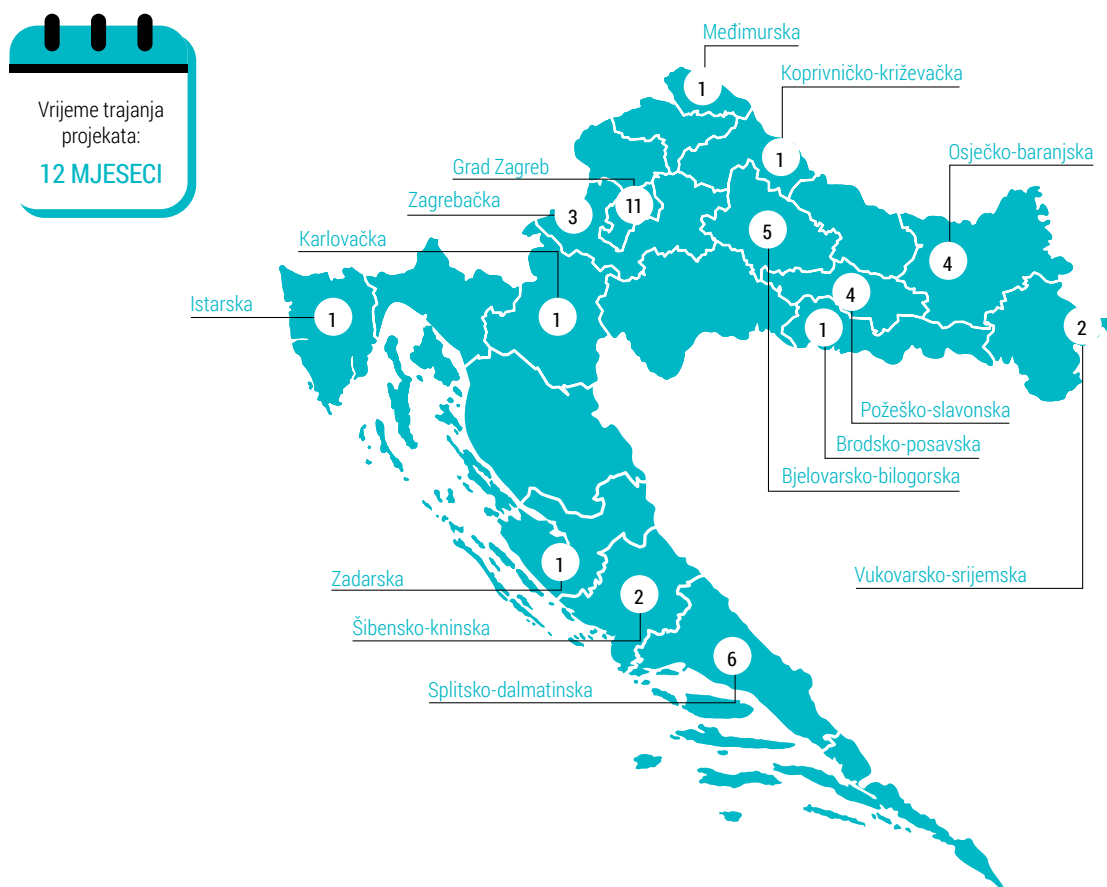 Vrijeme trajanja
projekata:
12 MJESECI
Međimurska
1
Koprivničko-križevačka
1
Osječko-baranjska
4
Grad Zagreb
11
Zagrebačka
3
Karlovačka
1
Istarska
1
5
4
1
2
Požeško-slavonska
Brodsko-posavska
Bjelovarsko-bilogorska
Vukovarsko-srijemska
1
Zadarska
2
Šibensko-kninska
6
Splitsko-dalmatinska